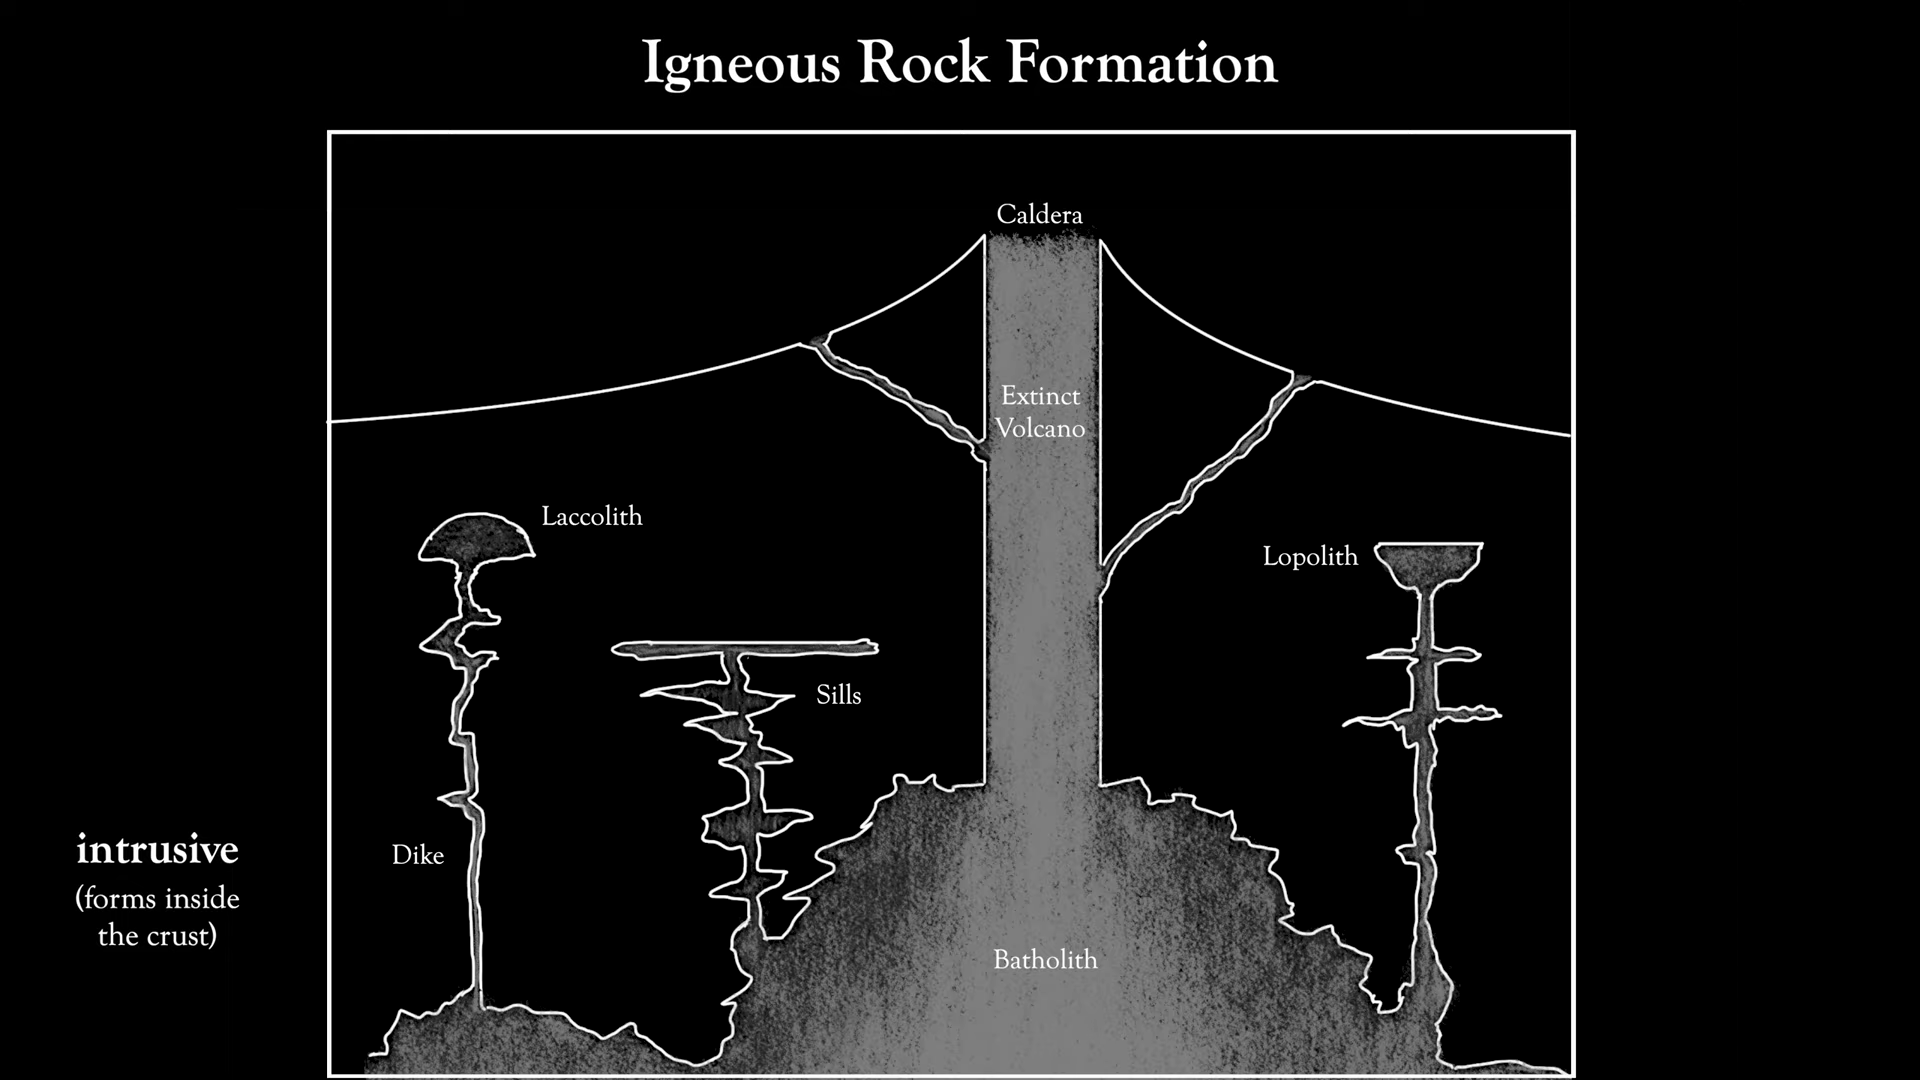 Igneous Rock Formation
Caldera
Extinct
Volcano
Laccolith
Lopolith
Sills
Dike
intrusive
(forms inside
the crust)
Batholith